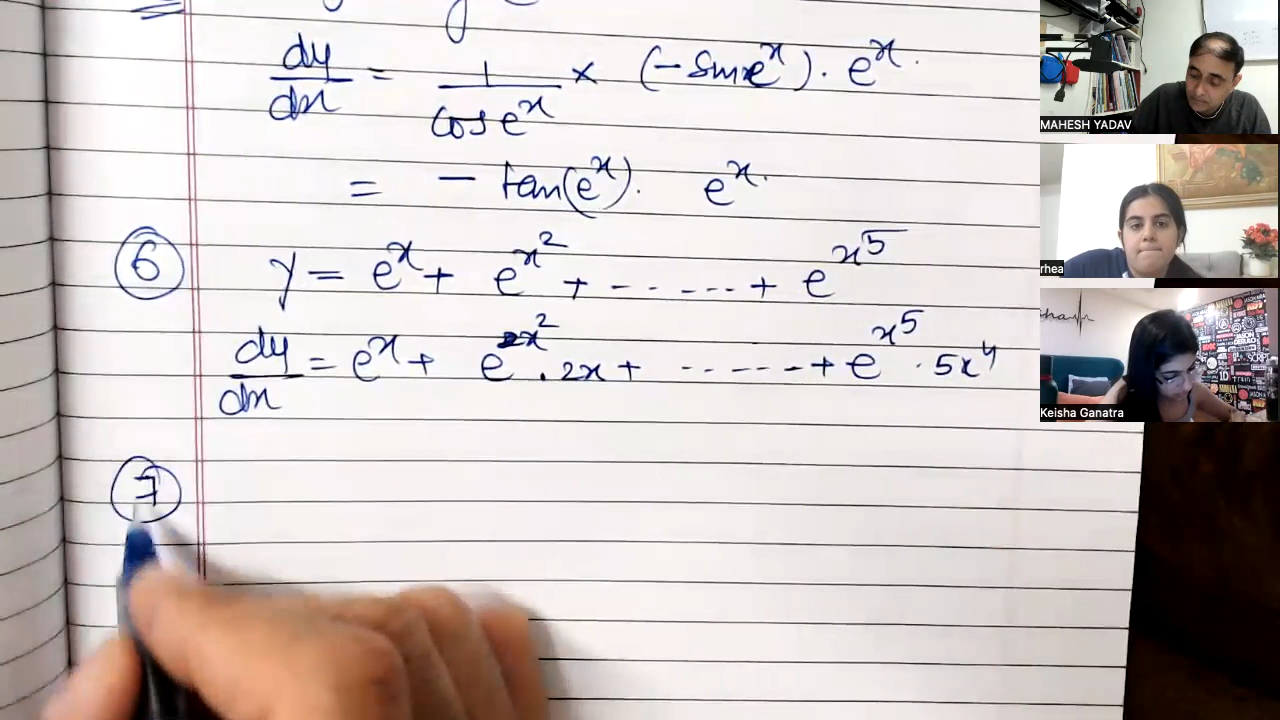 dy/dx = 1/cos e^x × (- sin e^x) . e^x.
= - tan(e^x). e^x.
6 y = e^x + e^x^2 + - - - - - - + e^x^5
dy/dx = e^x + e^x^2 . 2x + - - - - - - + e^x^5 . 5x^4
7
MAHESH YADAV
rhea
Keisha Ganatra